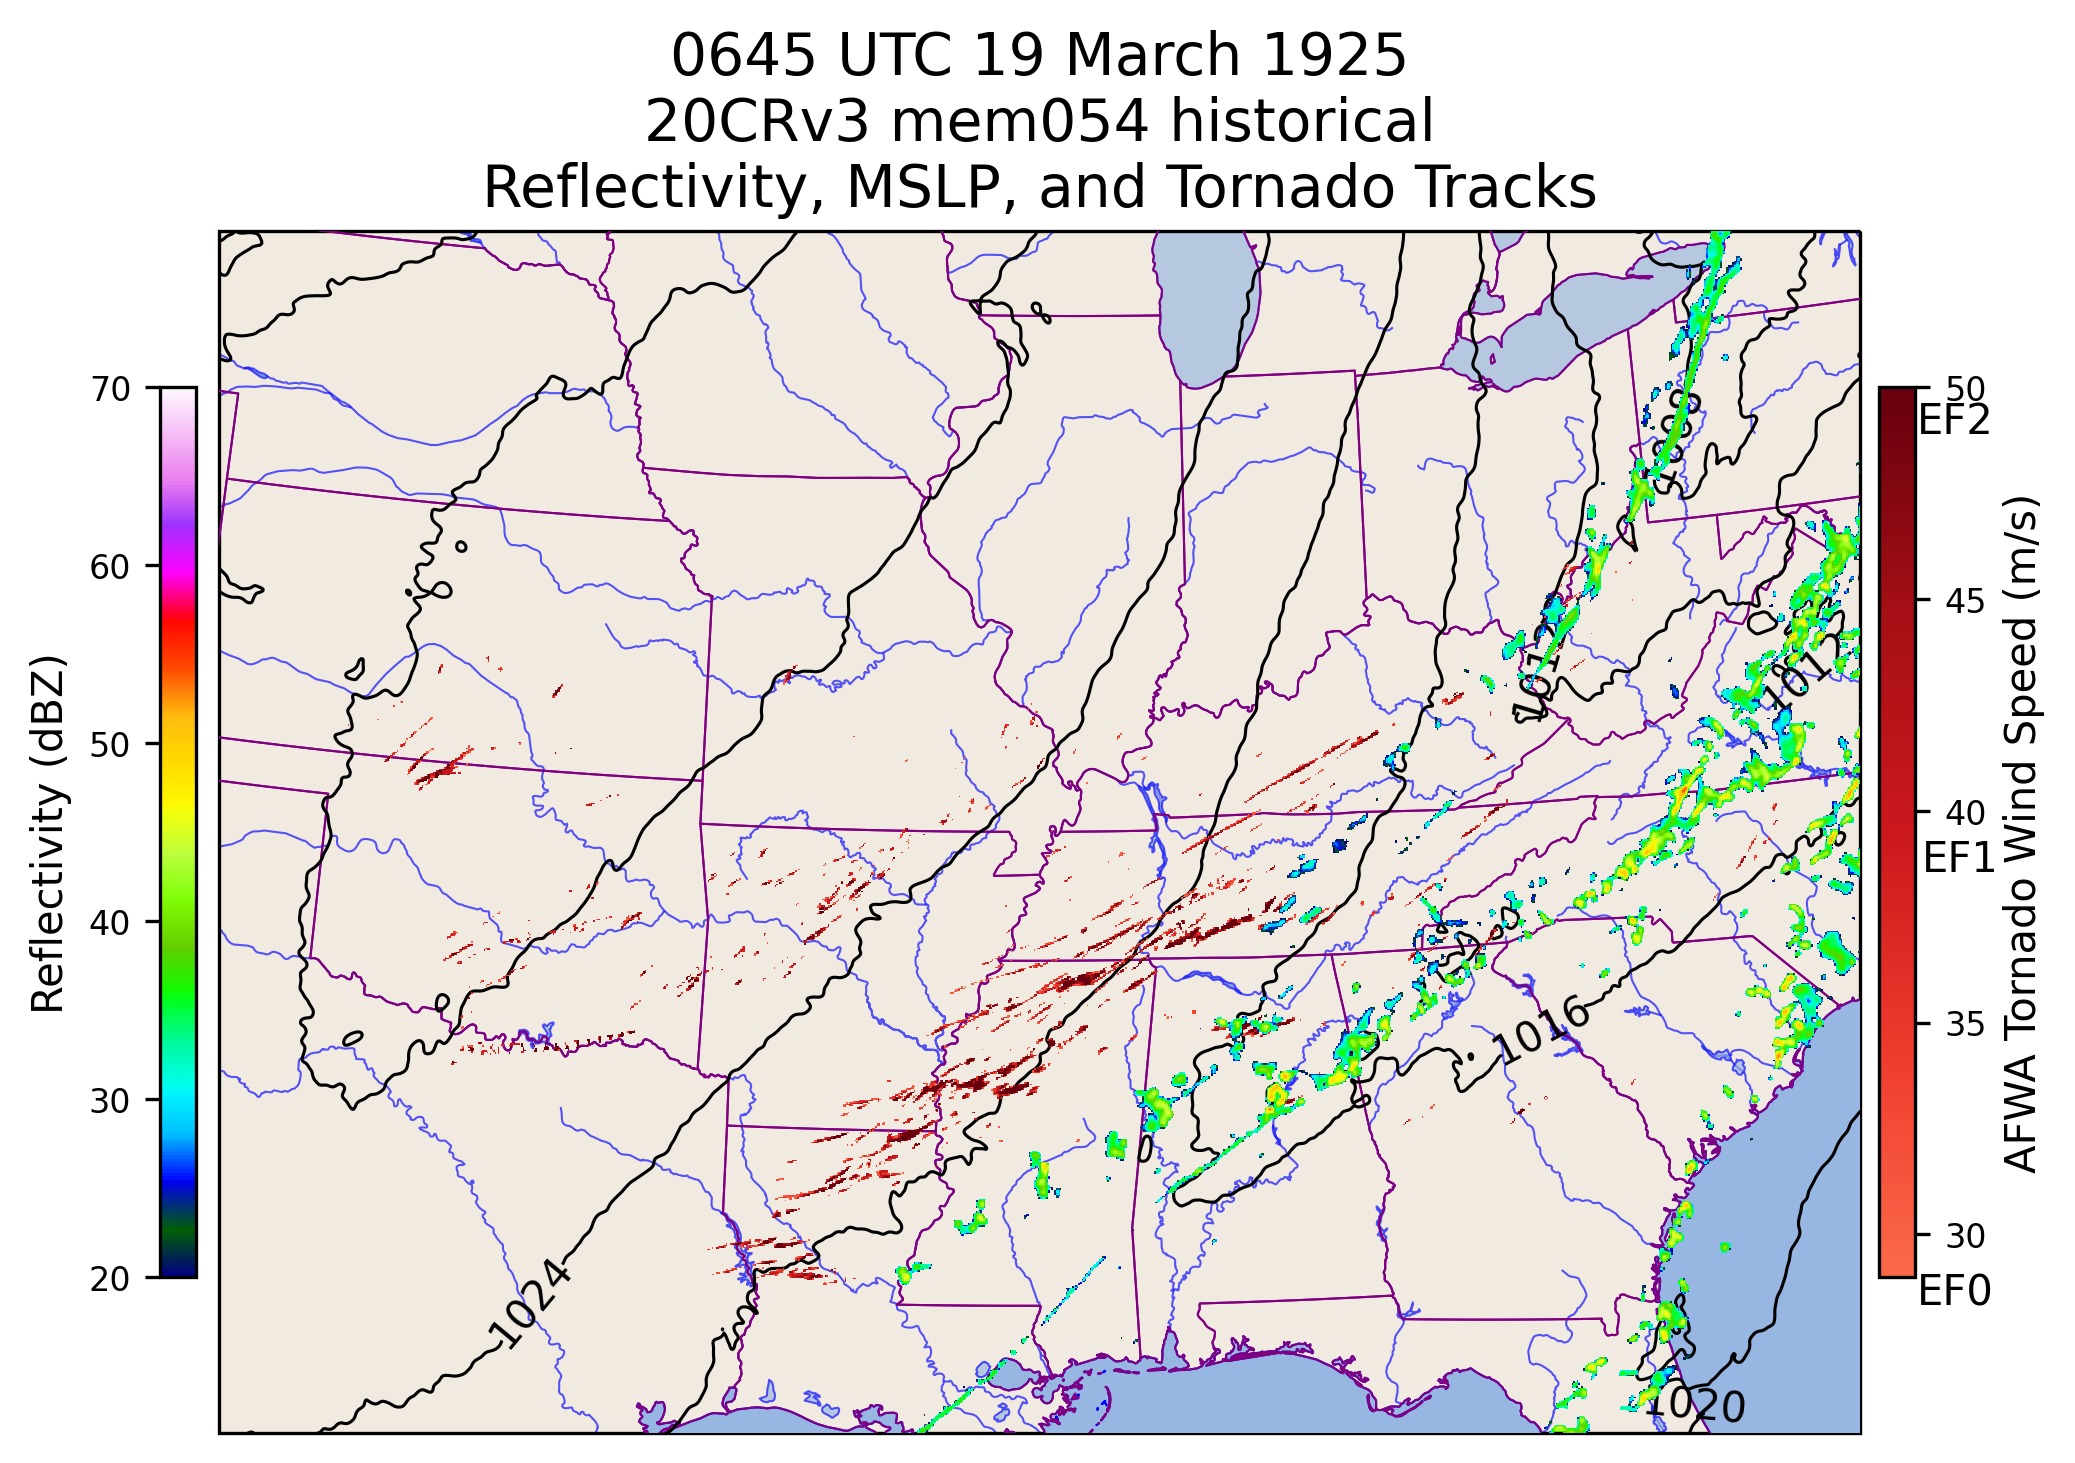 0645 UTC 19 March 1925
20CRv3 mem054 historical
Reflectivity, MSLP, and Tornado Tracks
Reflectivity (dBZ)
70
60
50
40
30
20
1008
1012
1012
1016
1020
1024
50
EF2
45
40
EF1
35
30
EF0
AFWA Tornado Wind Speed (m/s)